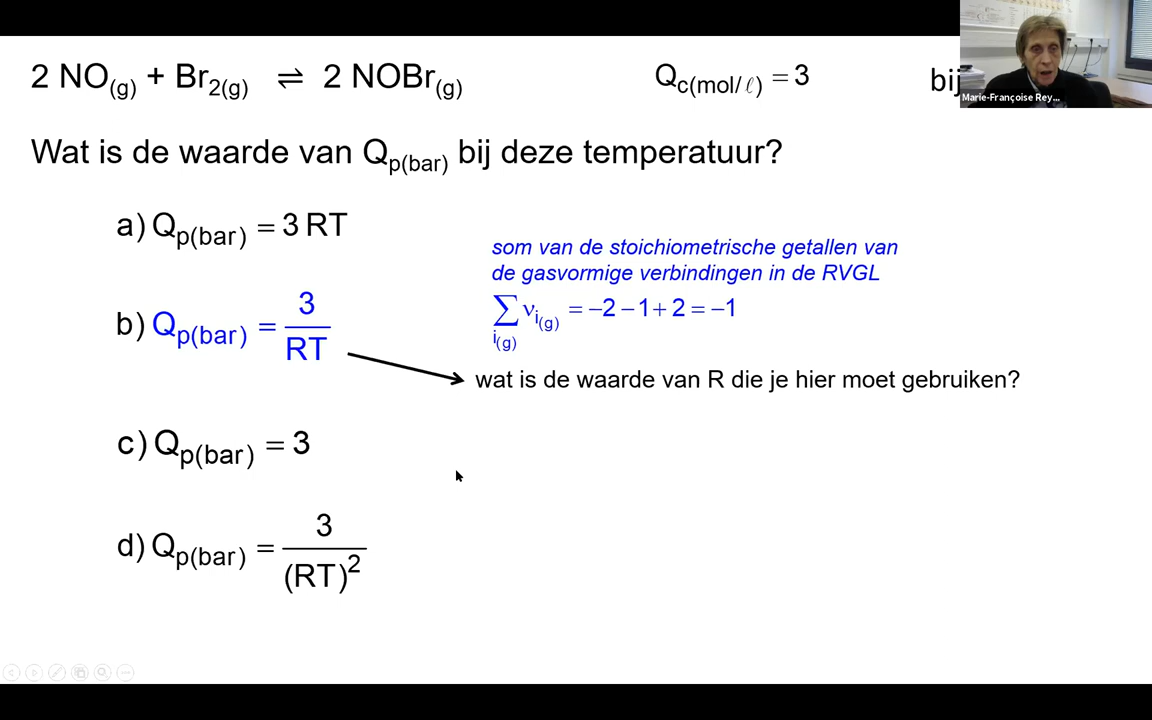 2 NO(g) + Br2(g) ⇌ 2 NOBr(g) Qc(mol/ℓ) = 3 bij
Marie-Françoise Rey...
Wat is de waarde van Qp(bar) bij deze temperatuur?
a) Qp(bar) = 3 RT
som van de stoichiometrische getallen van
de gasvormige verbindingen in de RVGL
∑i(g) νi(g) = −2 − 1 + 2 = −1
b) Qp(bar) = 3/RT
wat is de waarde van R die je hier moet gebruiken?
c) Qp(bar) = 3
d) Qp(bar) = 3/(RT)²